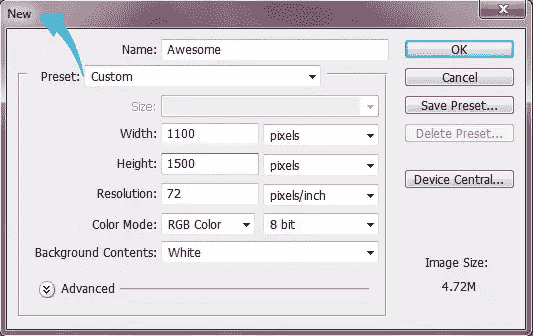 New
Name: Awesome
OK
Preset: Custom
Cancel
Size:
Save Preset...
Width: 1100 pixels
Delete Preset...
Height: 1500 pixels
Resolution: 72 pixels/inch
Device Central...
Color Mode: RGB Color 8 bit
Background Contents: White
Image Size:
4.72M
Advanced